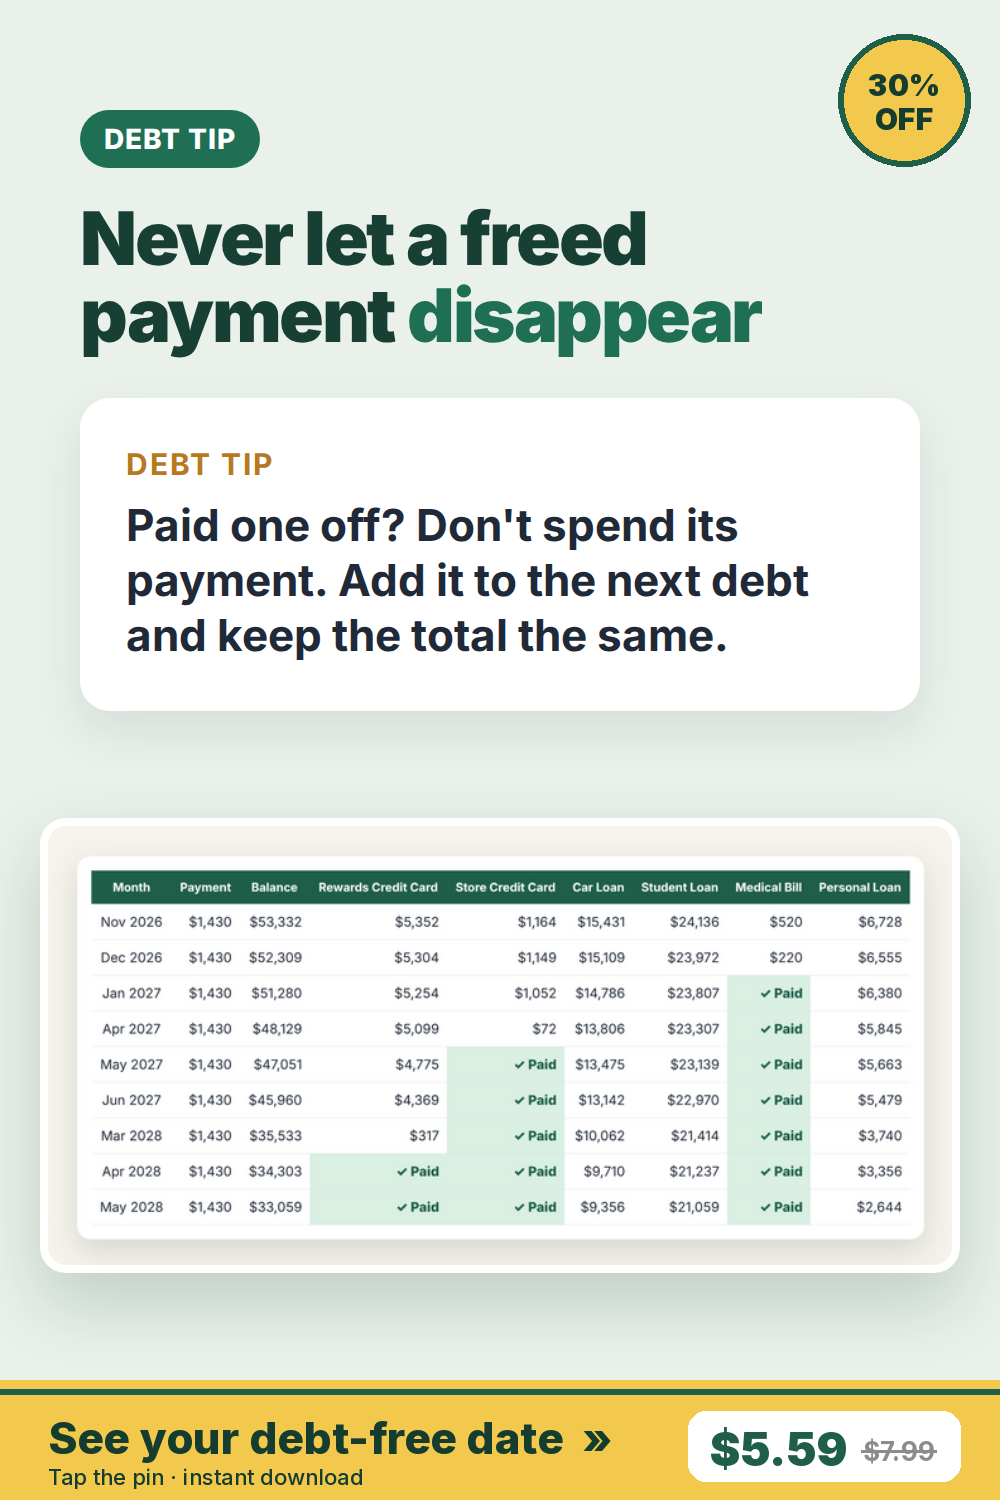 30%
OFF
DEBT TIP
Never let a freed
payment disappear
DEBT TIP
Paid one off? Don't spend its
payment. Add it to the next debt
and keep the total the same.
Month Payment Balance Rewards Credit Card Store Credit Card Car Loan Student Loan Medical Bill Personal Loan
Nov 2026 $1,430 $53,332 $5,352 $1,164 $15,431 $24,136 $520 $6,728
Dec 2026 $1,430 $52,309 $5,304 $1,149 $15,109 $23,972 $220 $6,555
Jan 2027 $1,430 $51,280 $5,254 $1,052 $14,786 $23,807 ✓ Paid $6,380
Apr 2027 $1,430 $48,129 $5,099 $72 $13,806 $23,307 ✓ Paid $5,845
May 2027 $1,430 $47,051 $4,775 ✓ Paid $13,475 $23,139 ✓ Paid $5,663
Jun 2027 $1,430 $45,960 $4,369 ✓ Paid $13,142 $22,970 ✓ Paid $5,479
Mar 2028 $1,430 $35,533 $317 ✓ Paid $10,062 $21,414 ✓ Paid $3,740
Apr 2028 $1,430 $34,303 ✓ Paid ✓ Paid $9,710 $21,237 ✓ Paid $3,356
May 2028 $1,430 $33,059 ✓ Paid ✓ Paid $9,356 $21,059 ✓ Paid $2,644
See your debt-free date »
Tap the pin · instant download
$5.59 $7.99